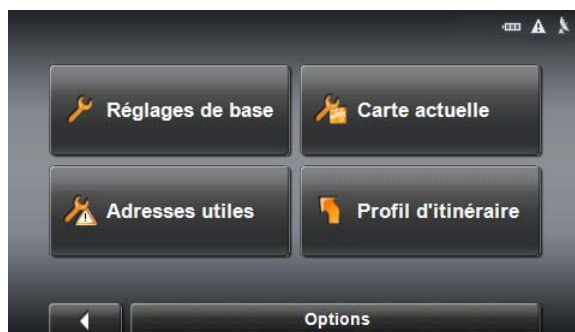 Réglages de base
Carte actuelle
Adresses utiles
Profil d'itinéraire
Options